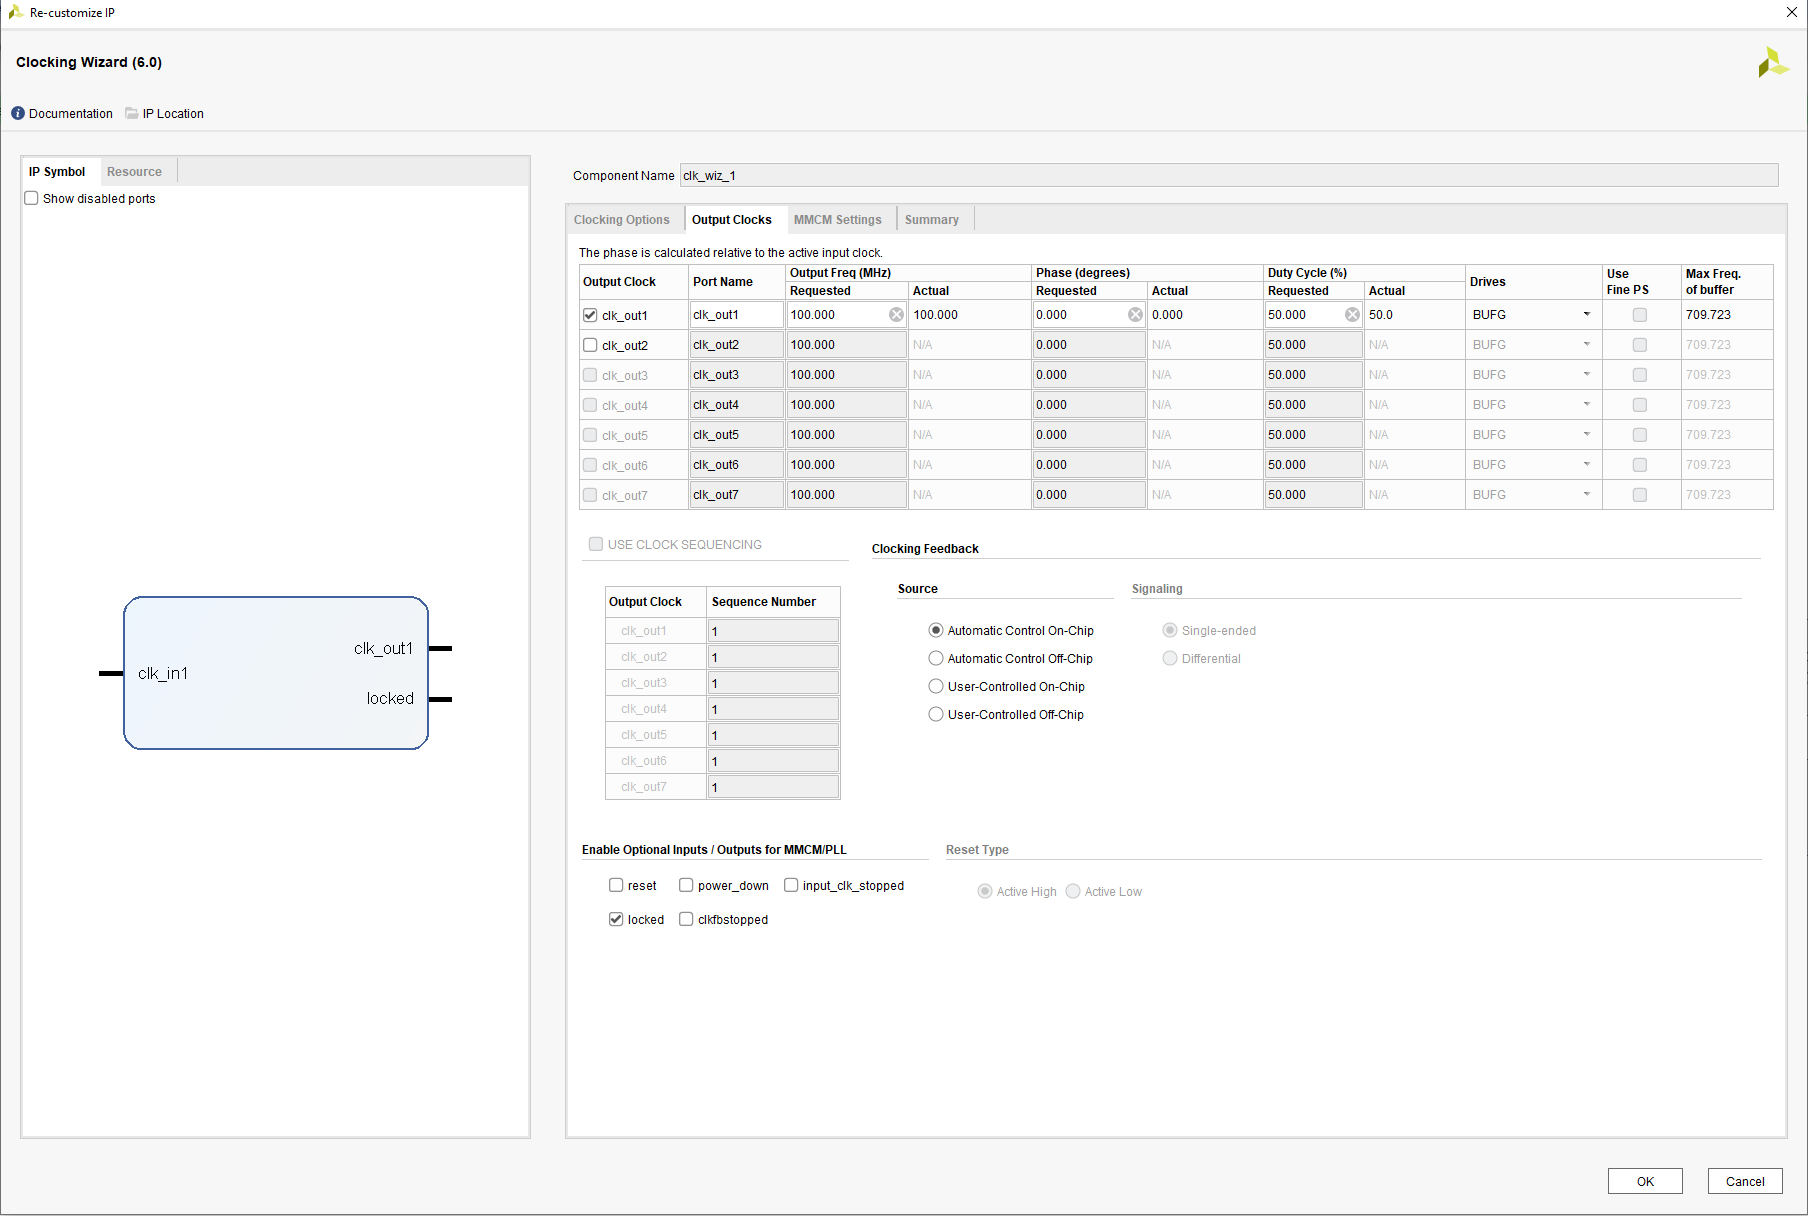 Re-customize IP
Clocking Wizard (6.0)
Documentation IP Location
IP Symbol Resource
Show disabled ports
clk_in1
clk_out1
locked
Component Name clk_wiz_1
Clocking Options Output Clocks MMCM Settings Summary
The phase is calculated relative to the active input clock.
Output Clock Port Name Output Freq (MHz) Phase (degrees) Duty Cycle (%) Drives Use Fine PS Max Freq. of buffer
Requested Actual Requested Actual Requested Actual
clk_out1 clk_out1 100.000 100.000 0.000 0.000 50.000 50.0 BUFG 709.723
clk_out2 clk_out2 100.000 N/A 0.000 N/A 50.000 N/A BUFG 709.723
clk_out3 clk_out3 100.000 N/A 0.000 N/A 50.000 N/A BUFG 709.723
clk_out4 clk_out4 100.000 N/A 0.000 N/A 50.000 N/A BUFG 709.723
clk_out5 clk_out5 100.000 N/A 0.000 N/A 50.000 N/A BUFG 709.723
clk_out6 clk_out6 100.000 N/A 0.000 N/A 50.000 N/A BUFG 709.723
clk_out7 clk_out7 100.000 N/A 0.000 N/A 50.000 N/A BUFG 709.723
USE CLOCK SEQUENCING
Output Clock Sequence Number
clk_out1 1
clk_out2 1
clk_out3 1
clk_out4 1
clk_out5 1
clk_out6 1
clk_out7 1
Clocking Feedback
Source
Automatic Control On-Chip
Automatic Control Off-Chip
User-Controlled On-Chip
User-Controlled Off-Chip
Signaling
Single-ended
Differential
Enable Optional Inputs / Outputs for MMCM/PLL
reset power_down input_clk_stopped
locked clkfbstopped
Reset Type
Active High Active Low
OK Cancel